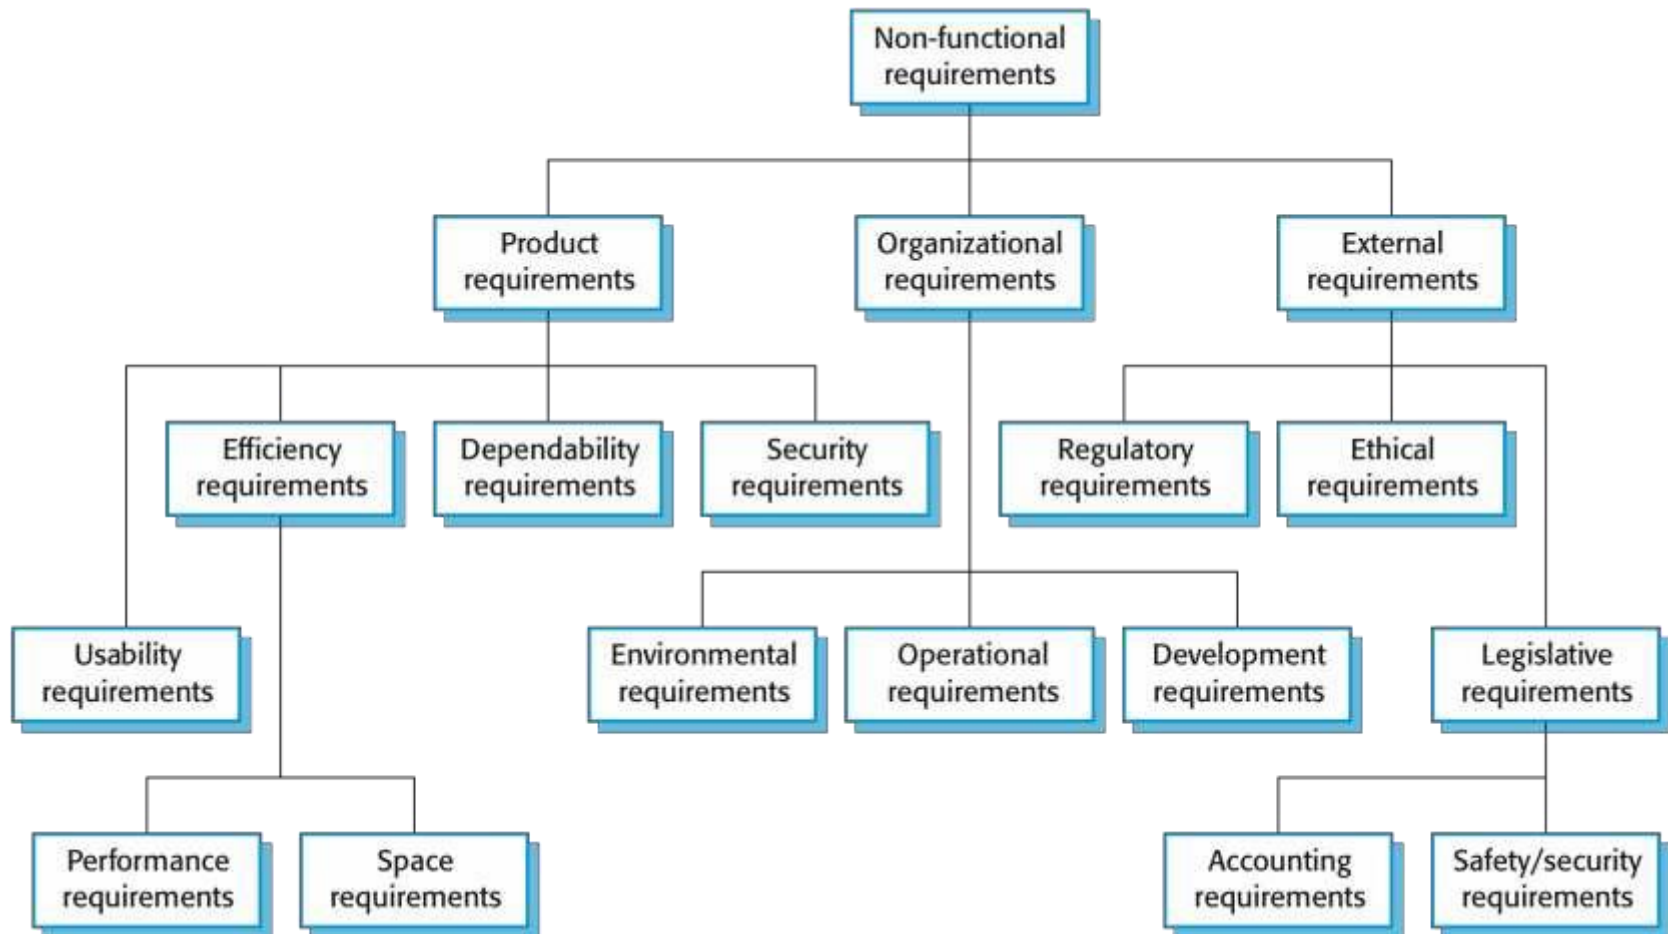 Non-functional
requirements
Product
requirements
Organizational
requirements
External
requirements
Efficiency
requirements
Dependability
requirements
Security
requirements
Regulatory
requirements
Ethical
requirements
Usability
requirements
Environmental
requirements
Operational
requirements
Development
requirements
Legislative
requirements
Performance
requirements
Space
requirements
Accounting
requirements
Safety/security
requirements